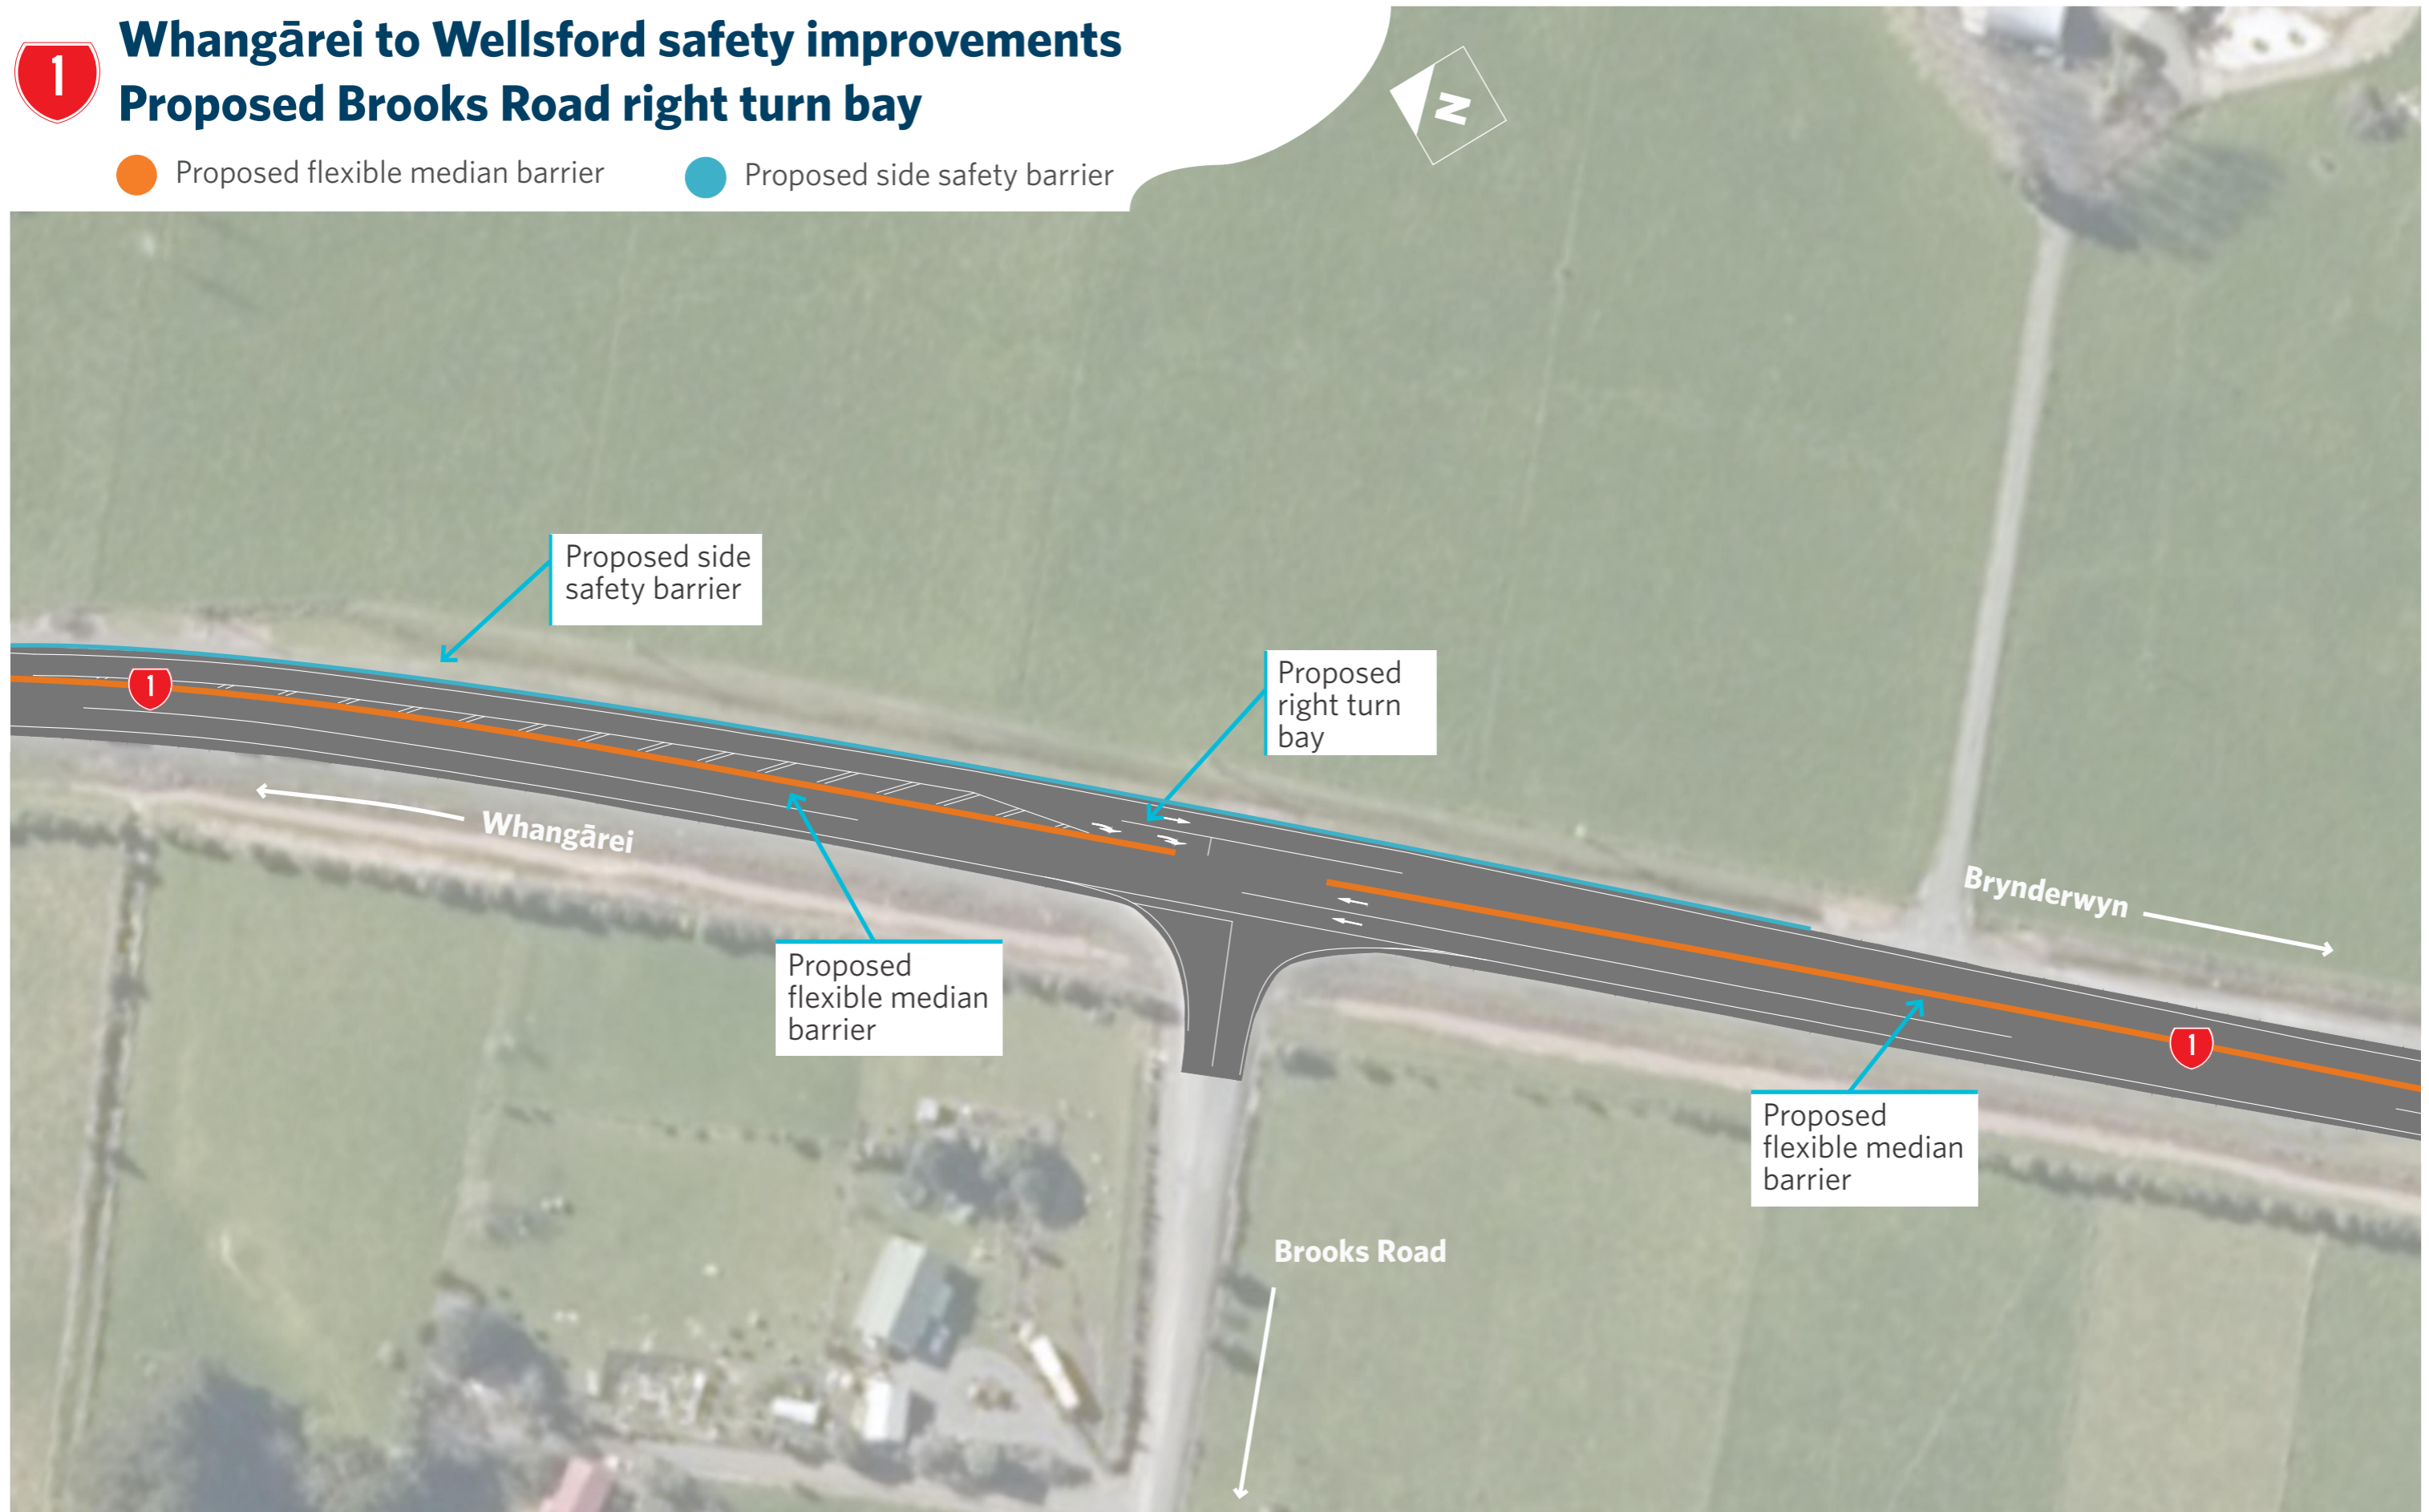 1
Whangārei to Wellsford safety improvements
Proposed Brooks Road right turn bay
Proposed flexible median barrier
Proposed side safety barrier
N
Proposed side
safety barrier
Proposed
right turn
bay
1
Whangārei
Brynderwyn
Proposed
flexible median
barrier
1
Proposed
flexible median
barrier
Brooks Road